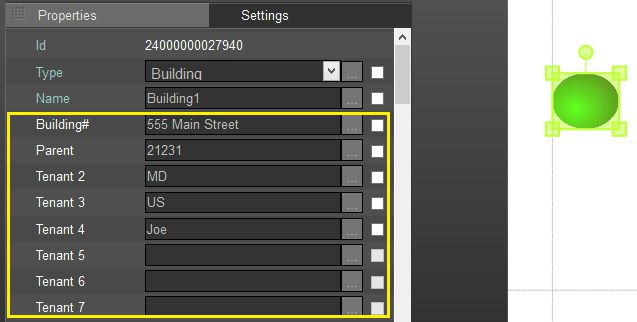 Properties Settings
Id 24000000027940
Type Building ...
Name Building1 ...
Building# 555 Main Street ...
Parent 21231 ...
Tenant 2 MD ...
Tenant 3 US ...
Tenant 4 Joe ...
Tenant 5 ...
Tenant 6 ...
Tenant 7 ...